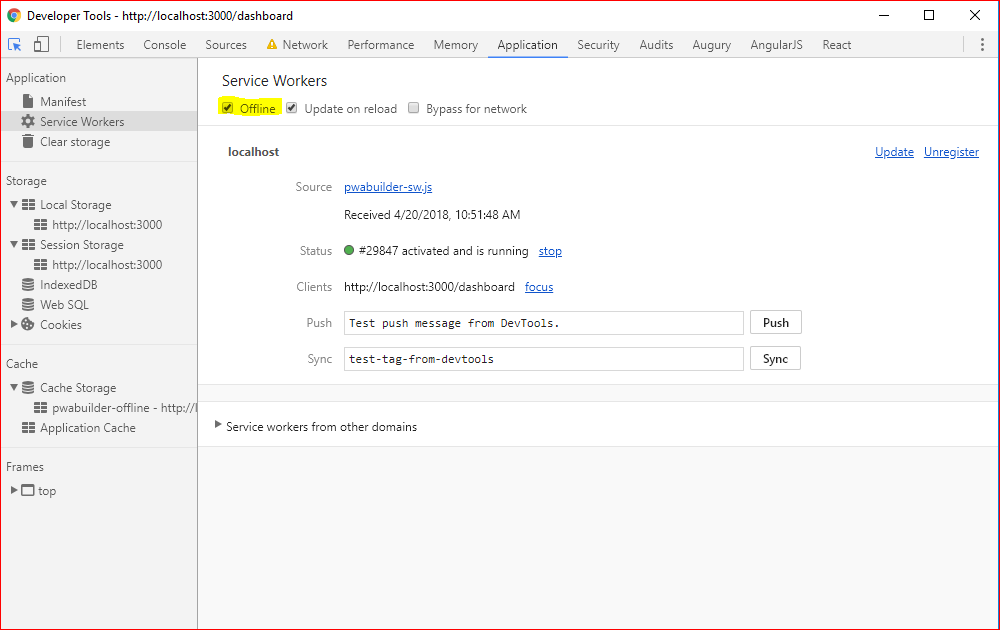 Developer Tools - http://localhost:3000/dashboard
Elements Console Sources Network Performance Memory Application Security Audits Augury AngularJS React
Application
Manifest
Service Workers
Clear storage
Storage
Local Storage
http://localhost:3000
Session Storage
http://localhost:3000
IndexedDB
Web SQL
Cookies
Cache
Cache Storage
pwabuilder-offline - http://l
Application Cache
Frames
top
Service Workers
Offline Update on reload Bypass for network
localhost Update Unregister
Source pwabuilder-sw.js
Received 4/20/2018, 10:51:48 AM
Status #29847 activated and is running stop
Clients http://localhost:3000/dashboard focus
Push Test push message from DevTools. Push
Sync test-tag-from-devtools Sync
Service workers from other domains